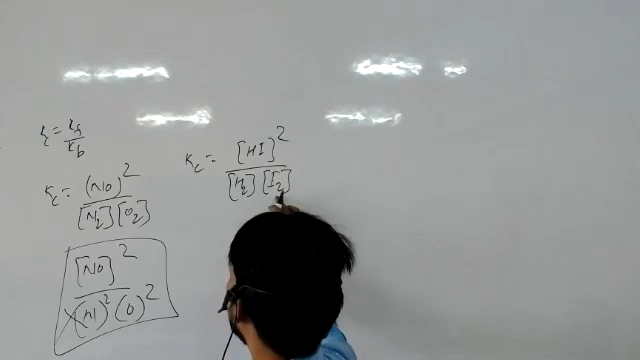 Kc = Kf/Kb
Kc = (NO)²/[N₂][O₂]
[NO]²/(N)²(O)²
Kc = [HI]²/[H₂][I₂]